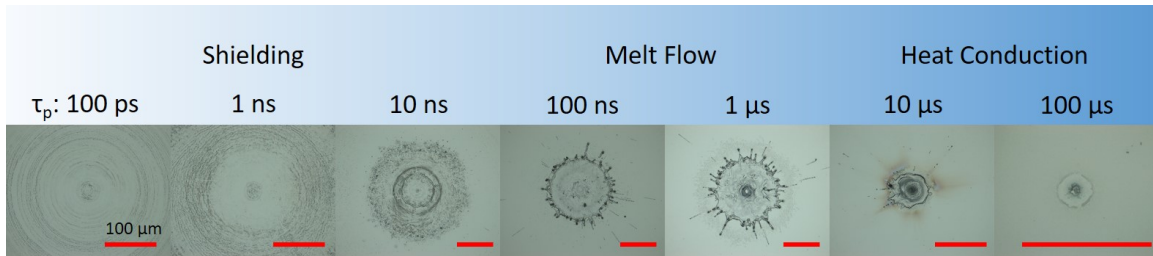 Shielding Melt Flow Heat Conduction
τp: 100 ps 1 ns 10 ns 100 ns 1 µs 10 µs 100 µs
100 µm